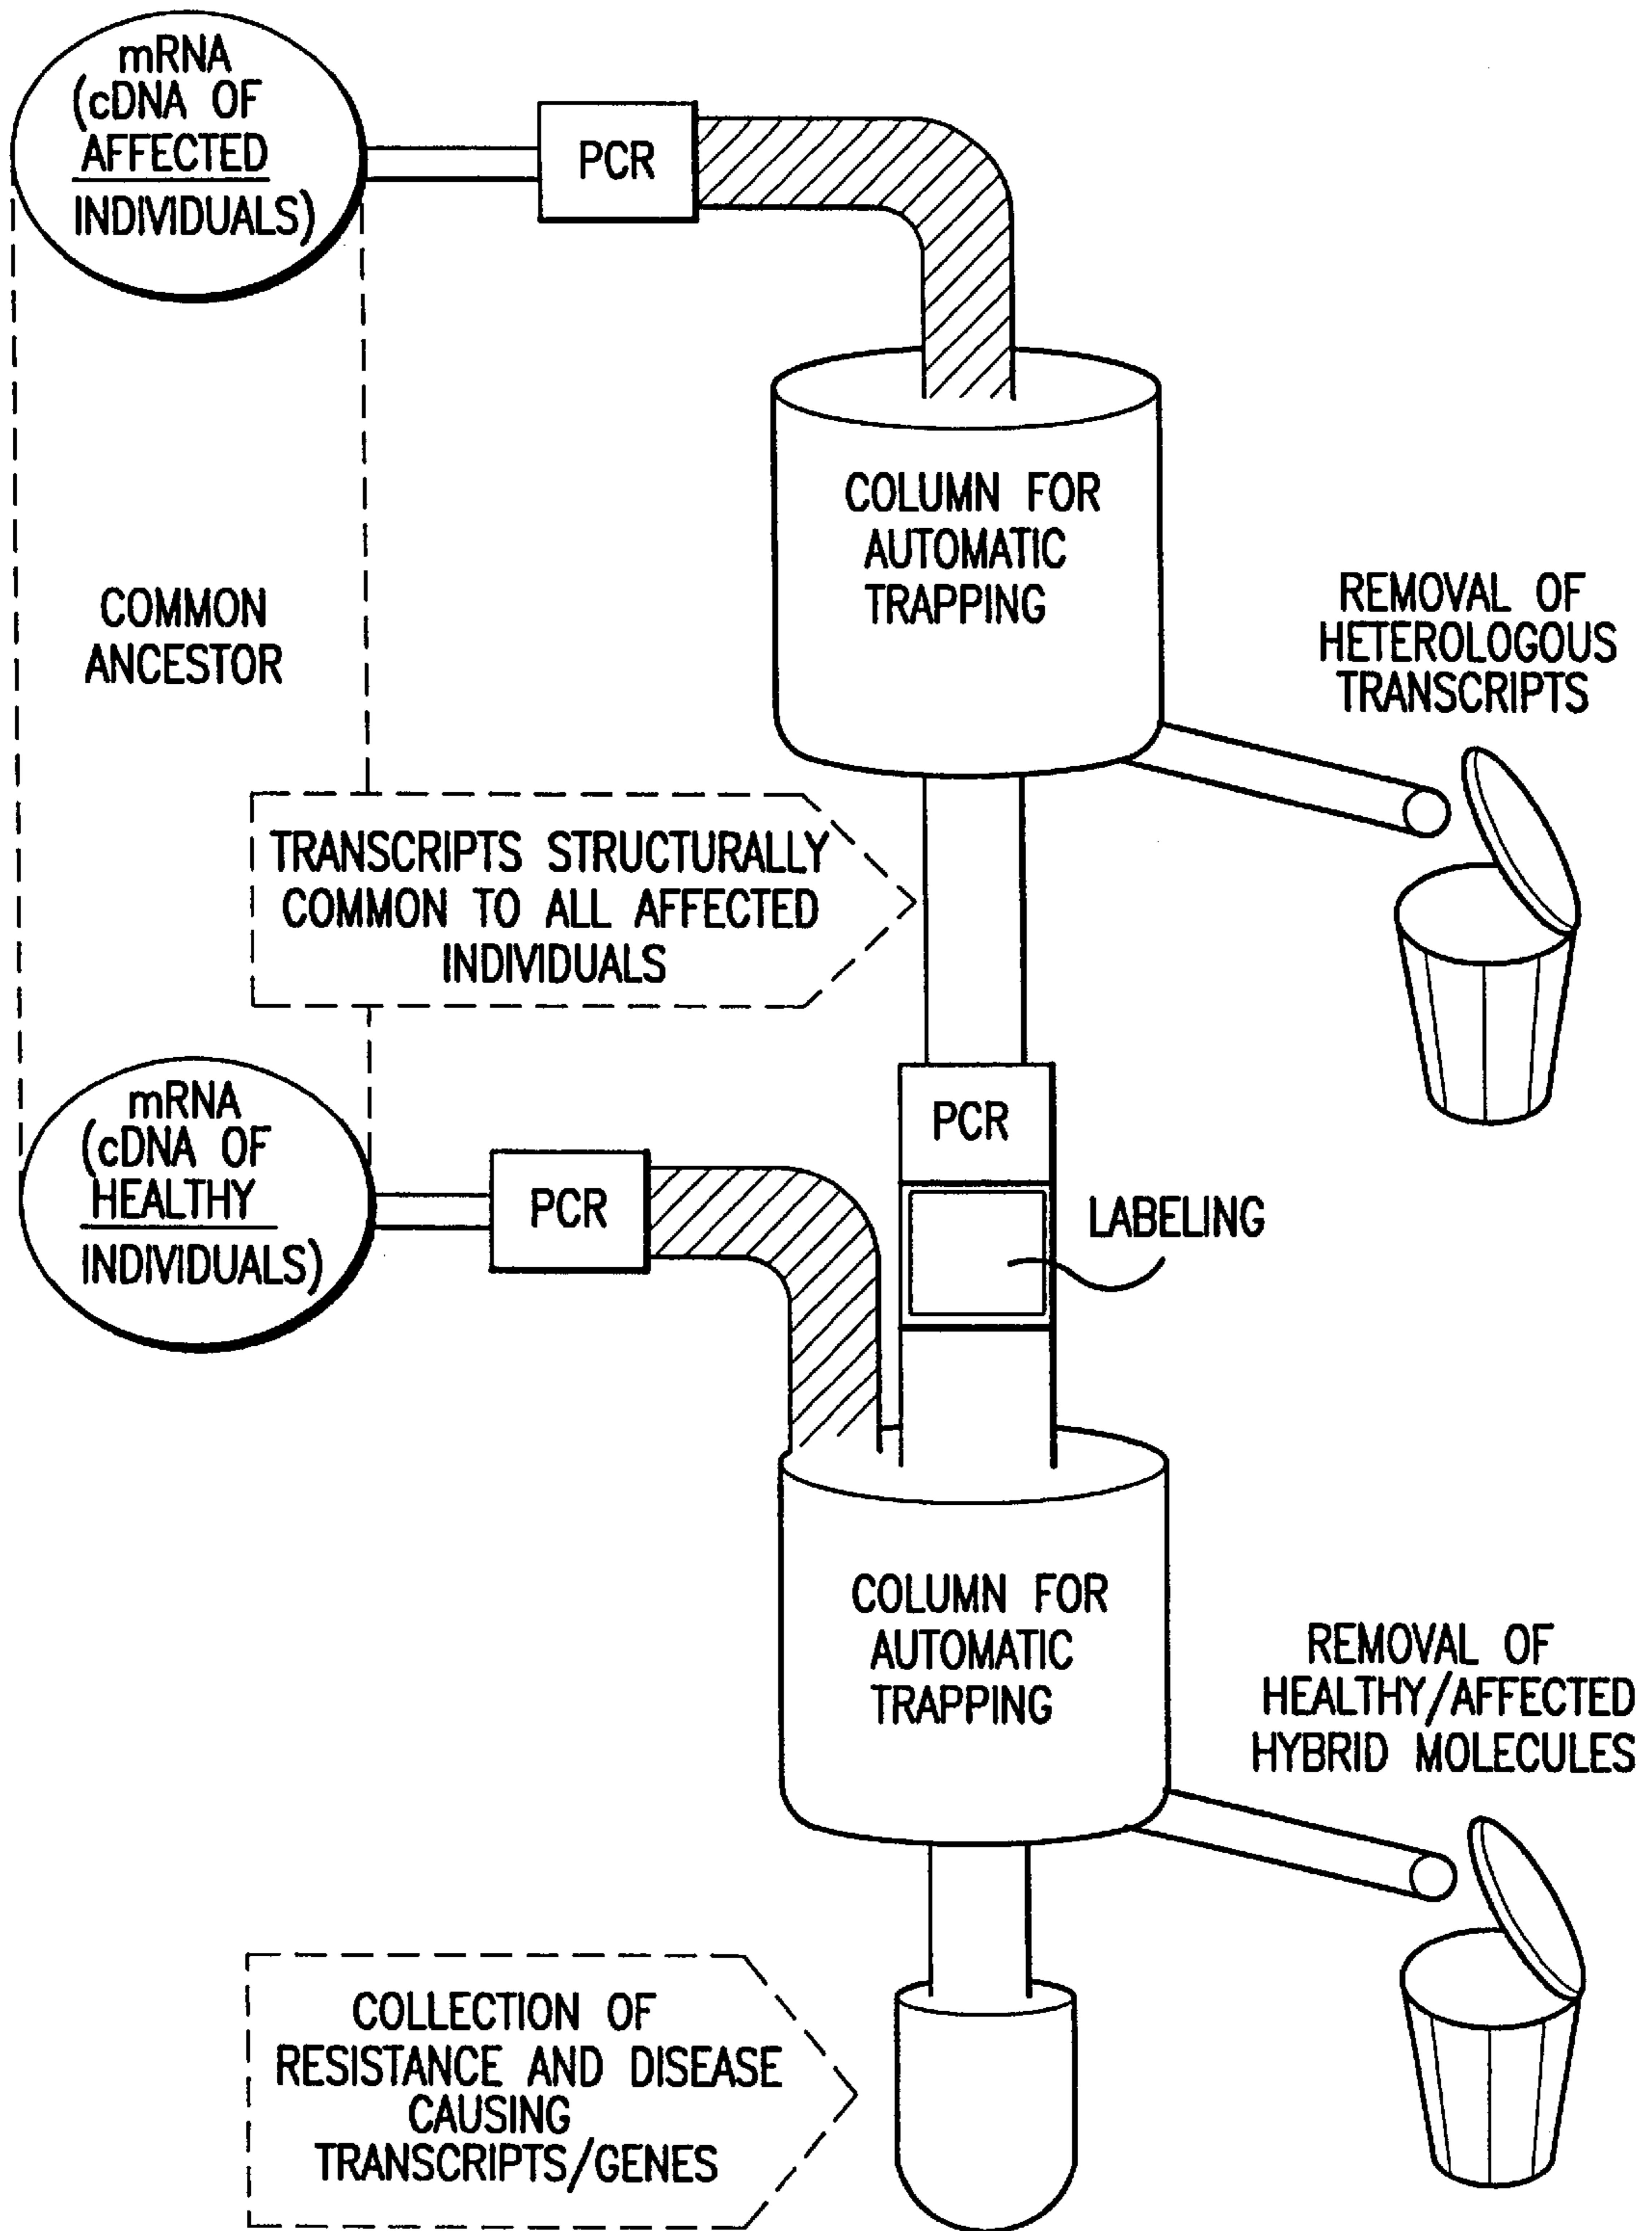 mRNA
(cDNA OF
AFFECTED
INDIVIDUALS)
PCR
COLUMN FOR
AUTOMATIC
TRAPPING
REMOVAL OF
HETEROLOGOUS
TRANSCRIPTS
COMMON
ANCESTOR
TRANSCRIPTS STRUCTURALLY
COMMON TO ALL AFFECTED
INDIVIDUALS
mRNA
(cDNA OF
HEALTHY
INDIVIDUALS)
PCR
PCR
LABELING
COLUMN FOR
AUTOMATIC
TRAPPING
REMOVAL OF
HEALTHY/AFFECTED
HYBRID MOLECULES
COLLECTION OF
RESISTANCE AND DISEASE
CAUSING
TRANSCRIPTS/GENES